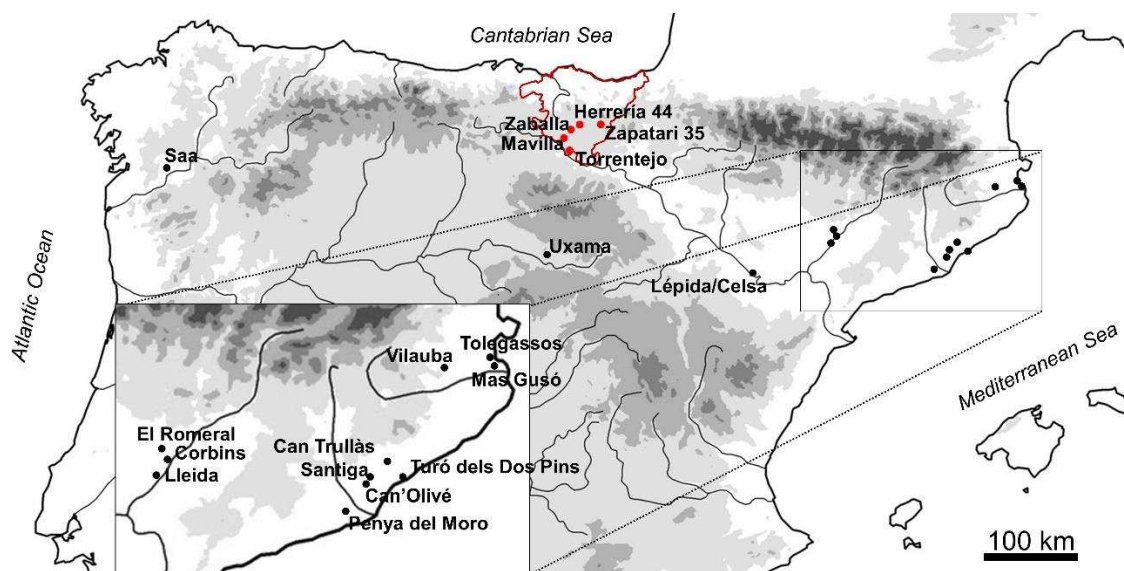 Cantabrian Sea
Herrería 44
Zaballa
Zapatari 35
Mavilla
Torrentejo
Saa
Atlantic Ocean
Uxama
Lépida/Celsa
Mediterranean Sea
Tolegassos
Vilauba
Mas Gusó
El Romeral
Corbins
Lleida
Can Trullàs
Santiga
Turó dels Dos Pins
Can'Olivé
Penya del Moro
100 km